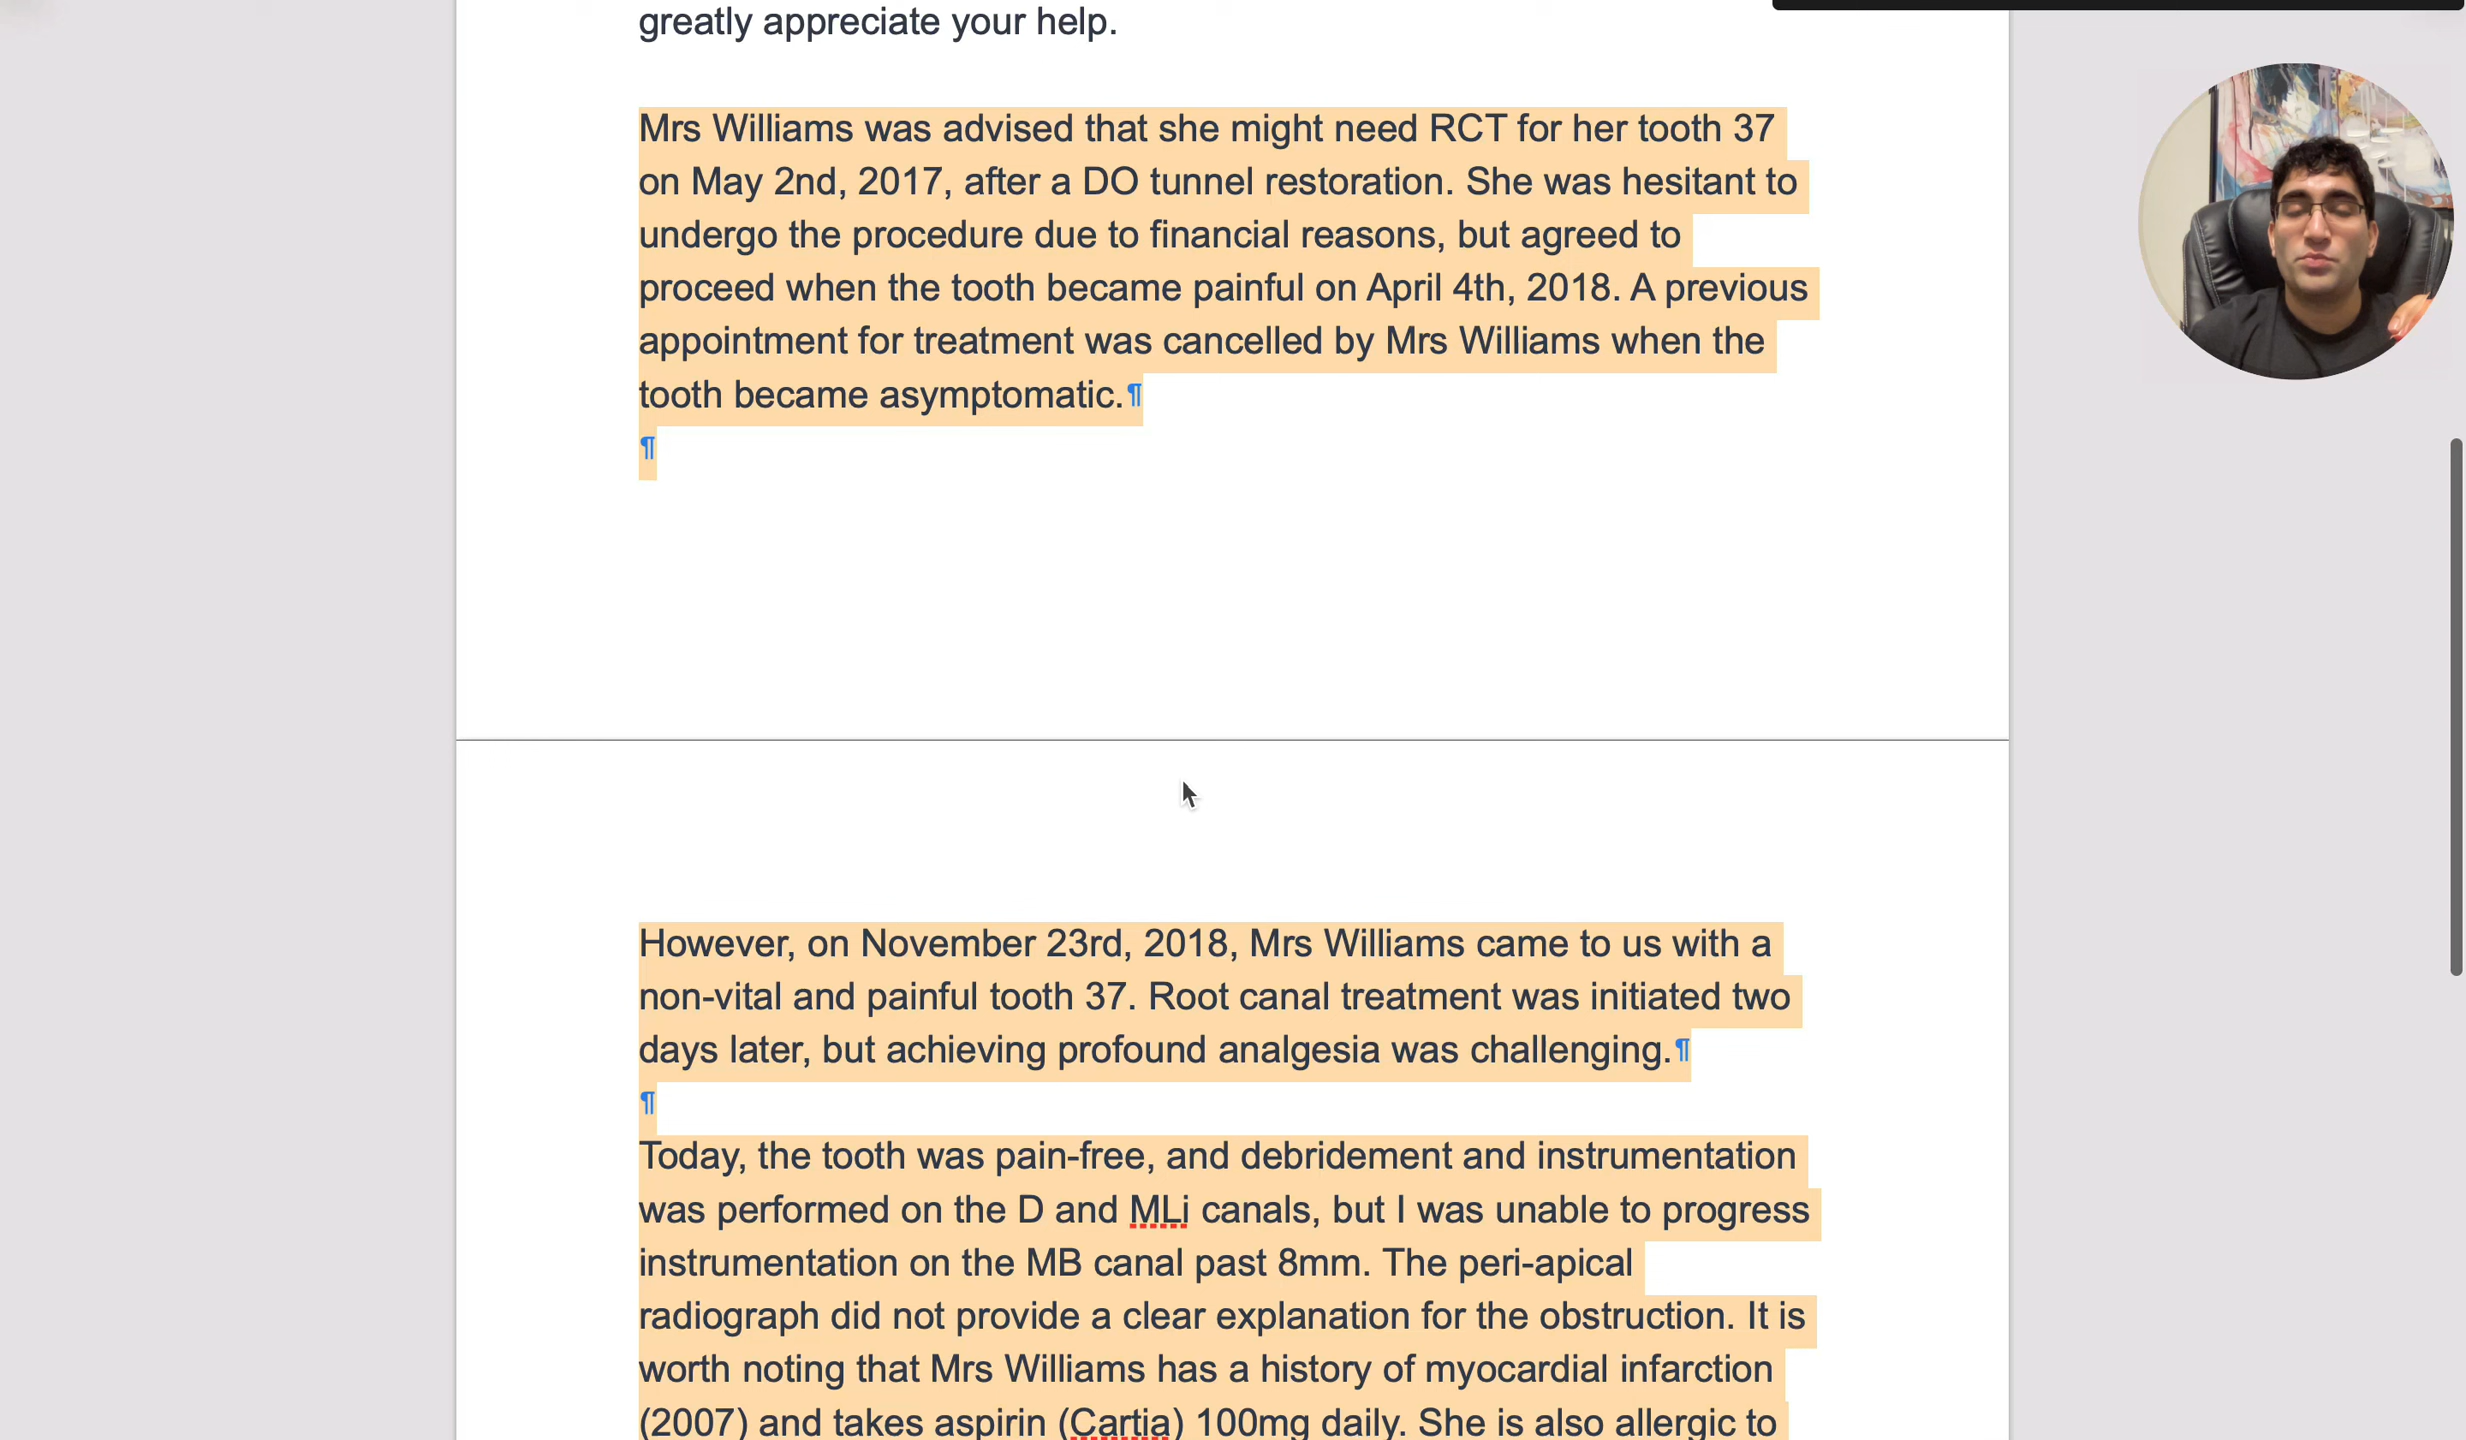 greatly appreciate your help.
Mrs Williams was advised that she might need RCT for her tooth 37
on May 2nd, 2017, after a DO tunnel restoration. She was hesitant to
undergo the procedure due to financial reasons, but agreed to
proceed when the tooth became painful on April 4th, 2018. A previous
appointment for treatment was cancelled by Mrs Williams when the
tooth became asymptomatic.¶
¶
However, on November 23rd, 2018, Mrs Williams came to us with a
non-vital and painful tooth 37. Root canal treatment was initiated two
days later, but achieving profound analgesia was challenging.¶
¶
Today, the tooth was pain-free, and debridement and instrumentation
was performed on the D and MLi canals, but I was unable to progress
instrumentation on the MB canal past 8mm. The peri-apical
radiograph did not provide a clear explanation for the obstruction. It is
worth noting that Mrs Williams has a history of myocardial infarction
(2007) and takes aspirin (Cartia) 100mg daily. She is also allergic to